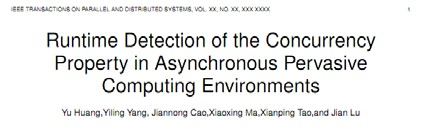 IEEE TRANSACTIONS ON PARALLEL AND DISTRIBUTED SYSTEMS, VOL. XX, NO. XX, XXX XXXX 1
Runtime Detection of the Concurrency
Property in Asynchronous Pervasive
Computing Environments
Yu Huang,Yiling Yang, Jiannong Cao,Xiaoxing Ma,Xianping Tao,and Jian Lu